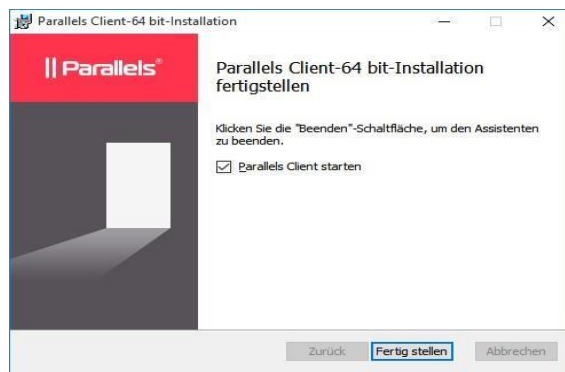 Parallels Client-64 bit-Installation
|| Parallels®
Parallels Client-64 bit-Installation
fertigstellen
Klicken Sie die "Beenden"-Schaltfläche, um den Assistenten
zu beenden.
Parallels Client starten
Zurück
Fertig stellen
Abbrechen